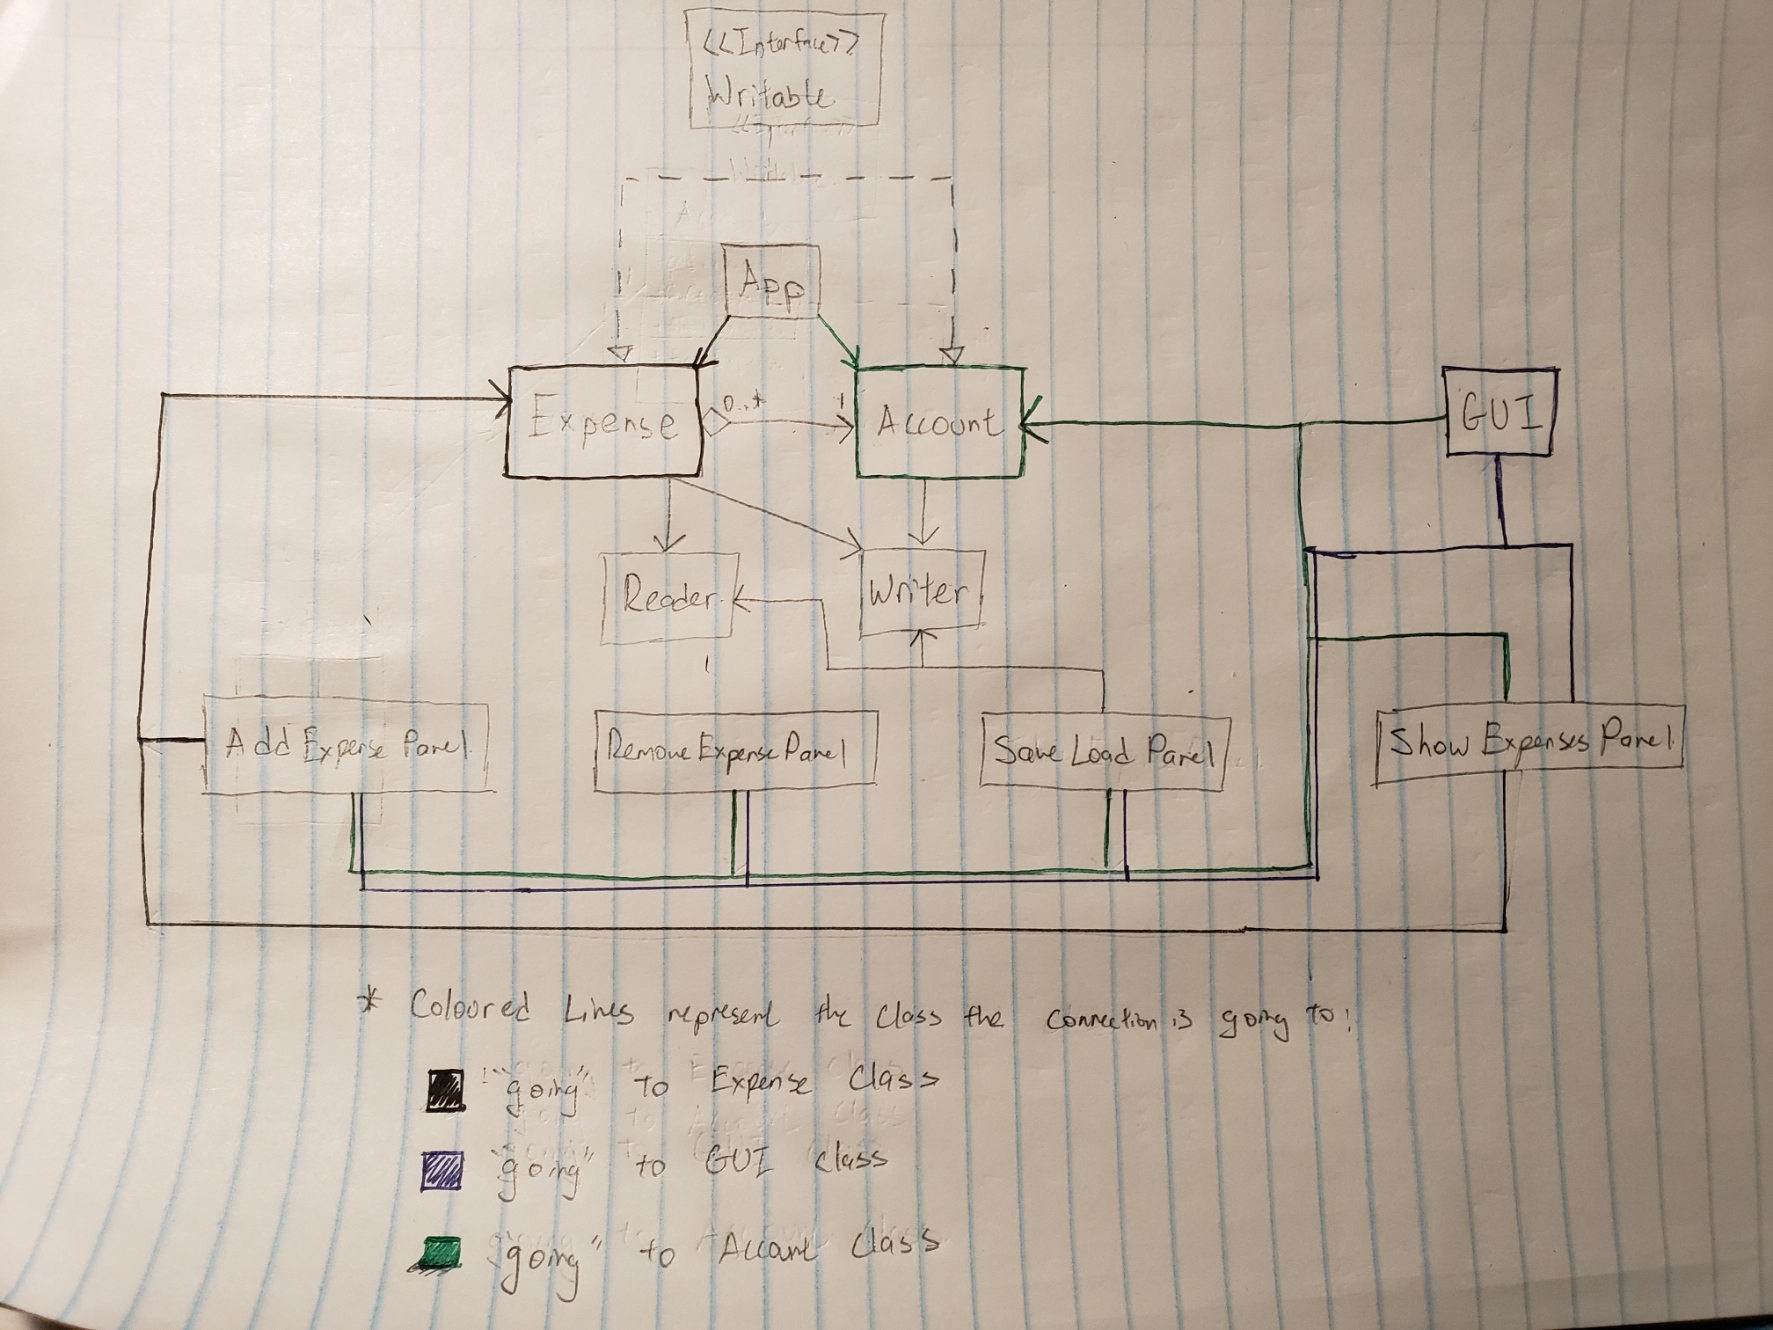 <<Interface>>
Writable
App
Expense
0..*
1
Account
GUI
Reader
Writer
Add Expense Panel
Remove Expense Panel
Save Load Panel
Show Expenses Panel
* Coloured Lines represent the class the connection is going to:
: "going" to Expense Class
"going" to GUI class
"going" to Account Class